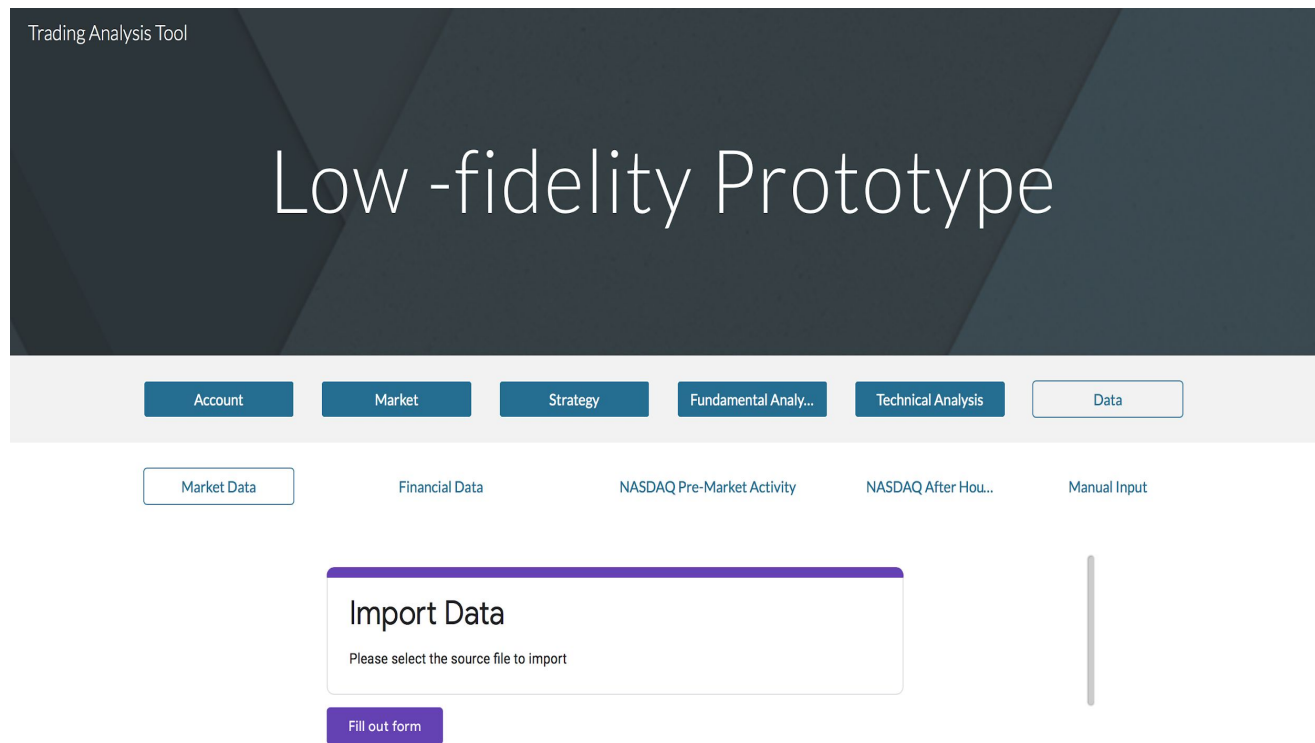 Trading Analysis Tool
Low -fidelity Prototype
Account Market Strategy Fundamental Analy... Technical Analysis Data
Market Data Financial Data NASDAQ Pre-Market Activity NASDAQ After Hou... Manual Input
Import Data
Please select the source file to import
Fill out form